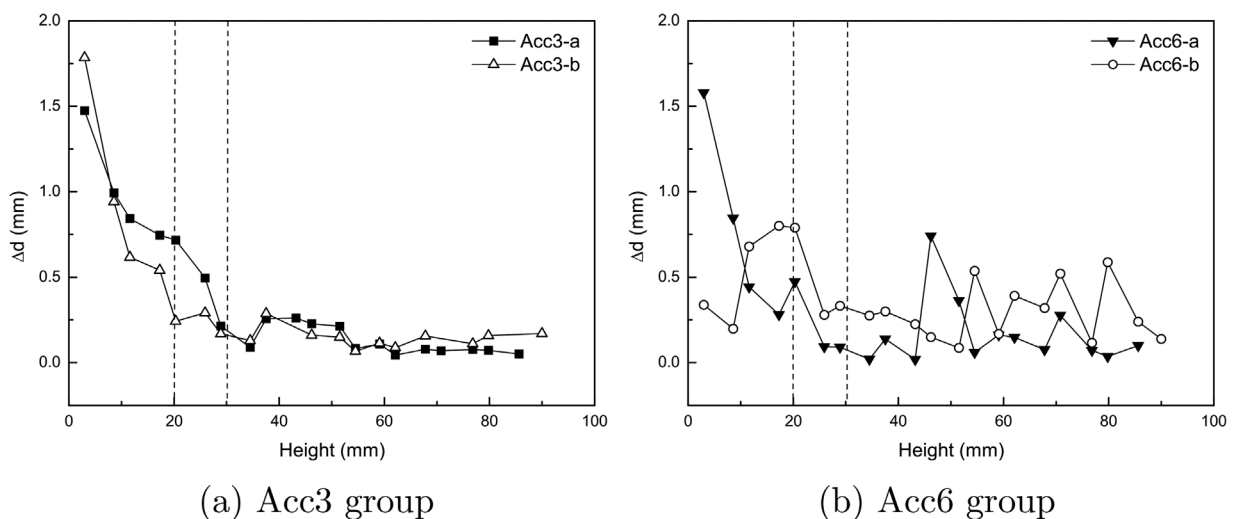 2.0
1.5
1.0
0.5
0.0
Δd (mm)
0 20 40 60 80 100
Height (mm)
Acc3-a
Acc3-b
(a) Acc3 group
2.0
1.5
1.0
0.5
0.0
Δd (mm)
0 20 40 60 80 100
Height (mm)
Acc6-a
Acc6-b
(b) Acc6 group